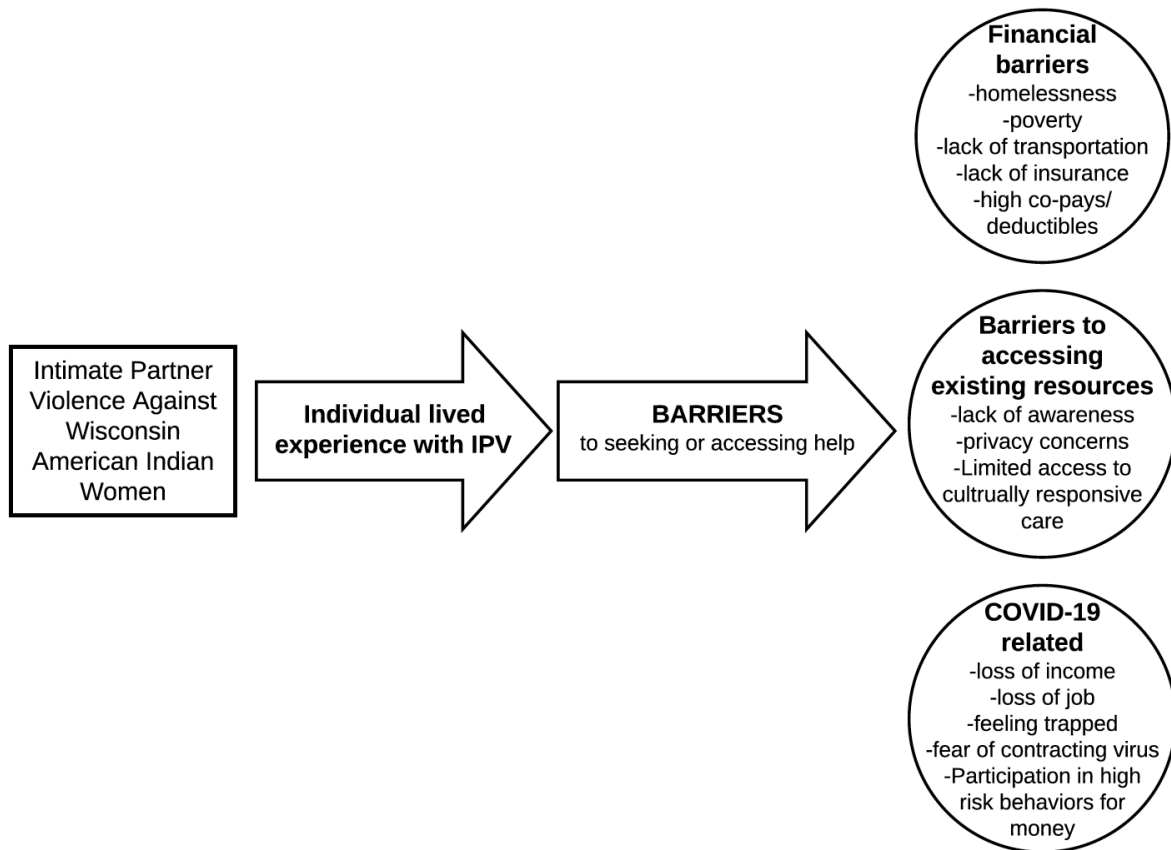 Intimate Partner
Violence Against
Wisconsin
American Indian
Women
Individual lived
experience with IPV
BARRIERS
to seeking or accessing help
Financial
barriers
-homelessness
-poverty
-lack of transportation
-lack of insurance
-high co-pays/
deductibles
Barriers to
accessing
existing resources
-lack of awareness
-privacy concerns
-Limited access to
cultrually responsive
care
COVID-19
related
-loss of income
-loss of job
-feeling trapped
-fear of contracting virus
-Participation in high
risk behaviors for
money